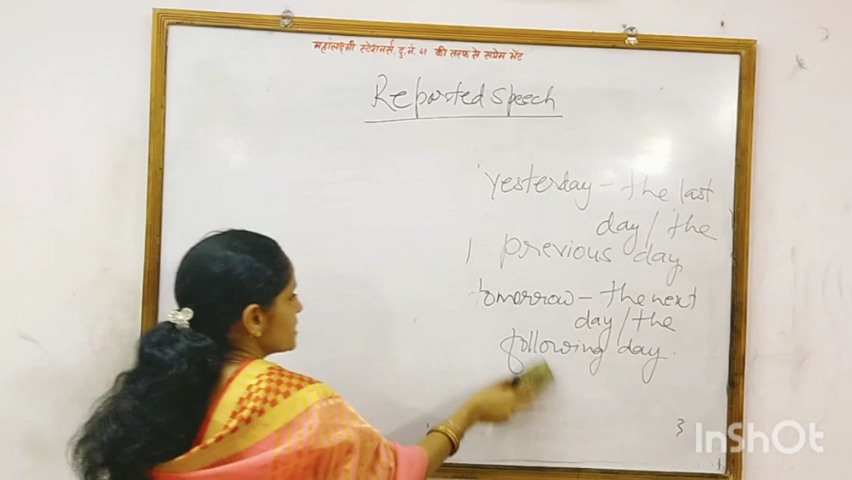 महालक्ष्मी स्टेशनर्स, दु.नं. 41 की तरफ से सप्रेम भेंट
Reported speech
yesterday - the last
day / the
previous day
tomorrow - the next
day / the
following day.
3
InShOt